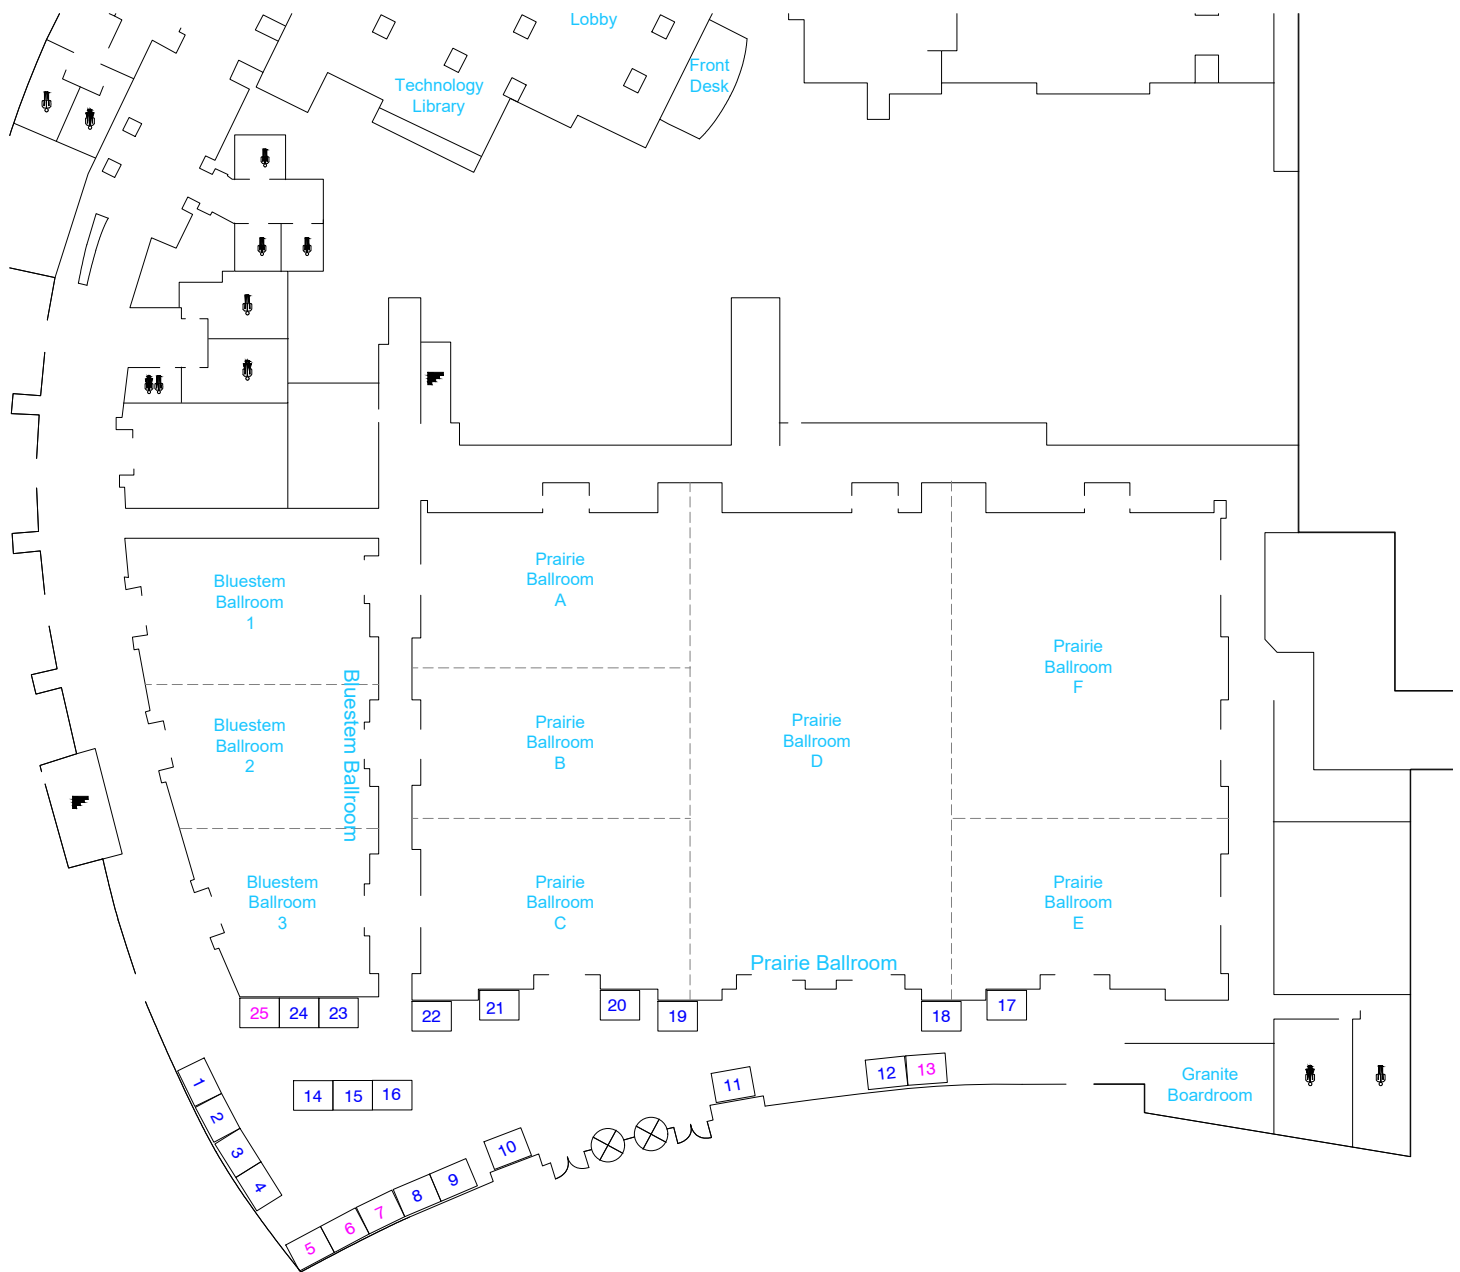 Lobby
Front
Desk
Technology
Library
Prairie
Ballroom
A
Bluestem
Ballroom
1
Prairie
Ballroom
F
Bluestem Ballroom
Bluestem
Ballroom
2
Prairie
Ballroom
B
Prairie
Ballroom
D
Bluestem
Ballroom
3
Prairie
Ballroom
C
Prairie
Ballroom
E
Prairie Ballroom
25
24
23
22
21
20
19
18
17
1
2
3
4
14
15
16
11
12
13
Granite
Boardroom
5
6
7
8
9
10